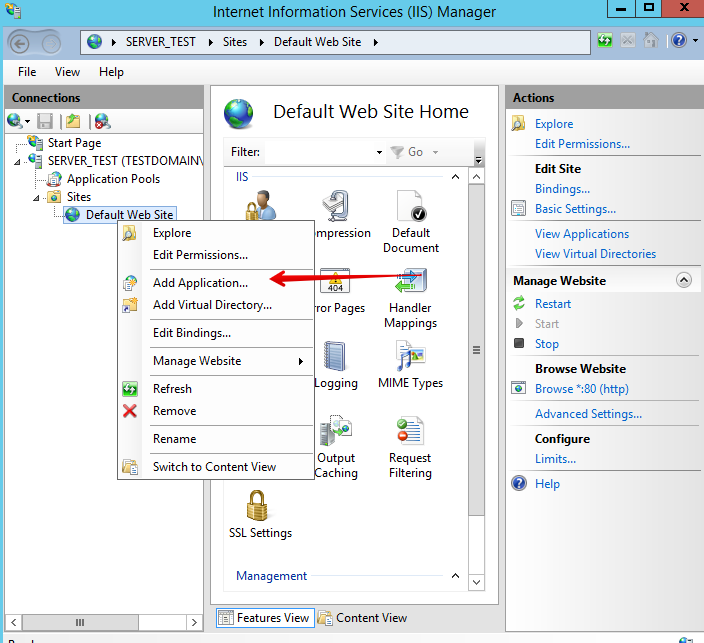 Internet Information Services (IIS) Manager
SERVER_TEST
Sites
Default Web Site
File
View
Help
Connections
Start Page
SERVER_TEST (TESTDOMAIN\
Application Pools
Sites
Default Web Site
Explore
Edit Permissions...
Add Application...
Add Virtual Directory...
Edit Bindings...
Manage Website
Refresh
Remove
Rename
Switch to Content View
Default Web Site Home
Filter:
Go
IIS
mpression
Default
Document
404
ror Pages
Handler
Mappings
Logging
MIME Types
Output
Caching
Request
Filtering
SSL Settings
Management
Features View
Content View
Actions
Explore
Edit Permissions...
Edit Site
Bindings...
Basic Settings...
View Applications
View Virtual Directories
Manage Website
Restart
Start
Stop
Browse Website
Browse *:80 (http)
Advanced Settings...
Configure
Limits...
Help